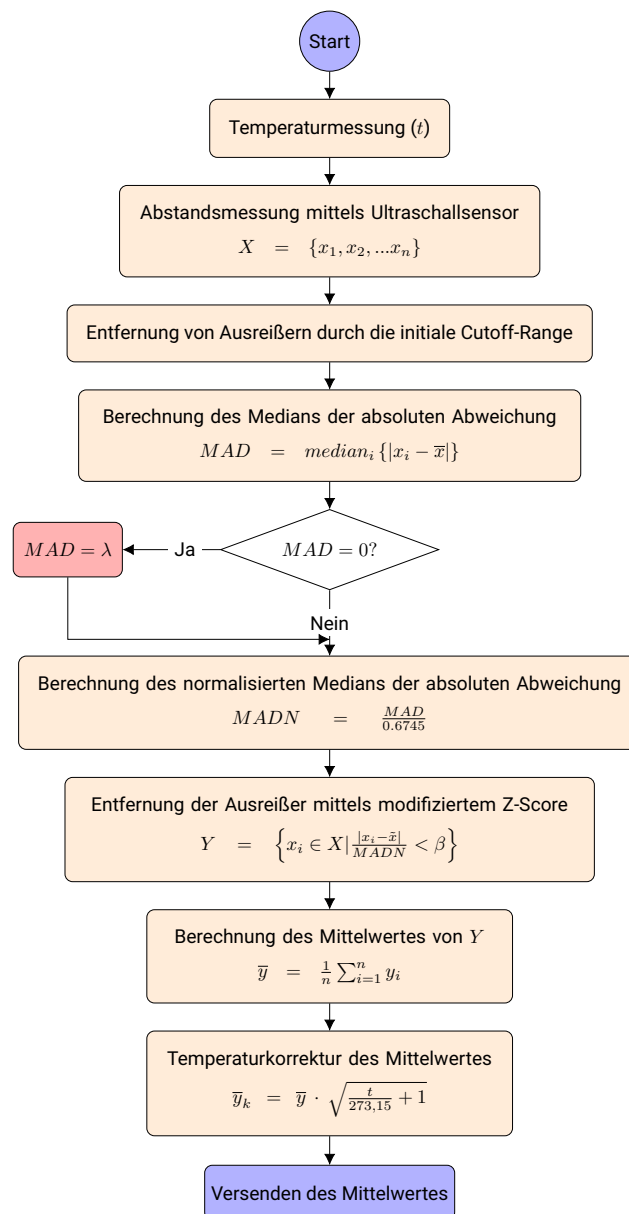 Start
Temperaturmessung (t)
Abstandsmessung mittels Ultraschallsensor
X = {x₁, x₂, ...xₙ}
Entfernung von Ausreißern durch die initiale Cutoff-Range
Berechnung des Medians der absoluten Abweichung
MAD = medianᵢ {|xᵢ − x̅|}
MAD = λ
Ja
MAD = 0?
Nein
Berechnung des normalisierten Medians der absoluten Abweichung
MADN = MAD/0.6745
Entfernung der Ausreißer mittels modifiziertem Z-Score
Y = {xᵢ ∈ X| |xᵢ−x̃|/MADN < β}
Berechnung des Mittelwertes von Y
y̅ = 1/n ∑ⁿᵢ₌₁ yᵢ
Temperaturkorrektur des Mittelwertes
y̅ₖ = y̅ · √(t/273,15 + 1)
Versenden des Mittelwertes